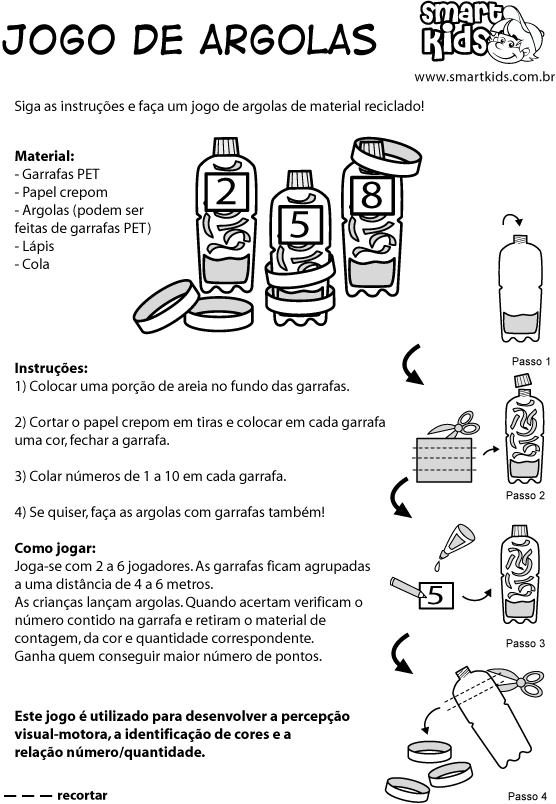 JOGO DE ARGOLAS
smart
kids
www.smartkids.com.br
Siga as instruções e faça um jogo de argolas de material reciclado!
Material:
- Garrafas PET
- Papel crepom
- Argolas (podem ser
feitas de garrafas PET)
- Lápis
- Cola
2
5
8
Passo 1
Instruções:
1) Colocar uma porção de areia no fundo das garrafas.
2) Cortar o papel crepom em tiras e colocar em cada garrafa
uma cor, fechar a garrafa.
3) Colar números de 1 a 10 em cada garrafa.
4) Se quiser, faça as argolas com garrafas também!
Passo 2
Como jogar:
Joga-se com 2 a 6 jogadores. As garrafas ficam agrupadas
a uma distância de 4 a 6 metros.
As crianças lançam argolas. Quando acertam verificam o
número contido na garrafa e retiram o material de
contagem, da cor e quantidade correspondente.
Ganha quem conseguir maior número de pontos.
5
Passo 3
Este jogo é utilizado para desenvolver a percepção
visual-motora, a identificação de cores e a
relação número/quantidade.
— — — recortar
Passo 4